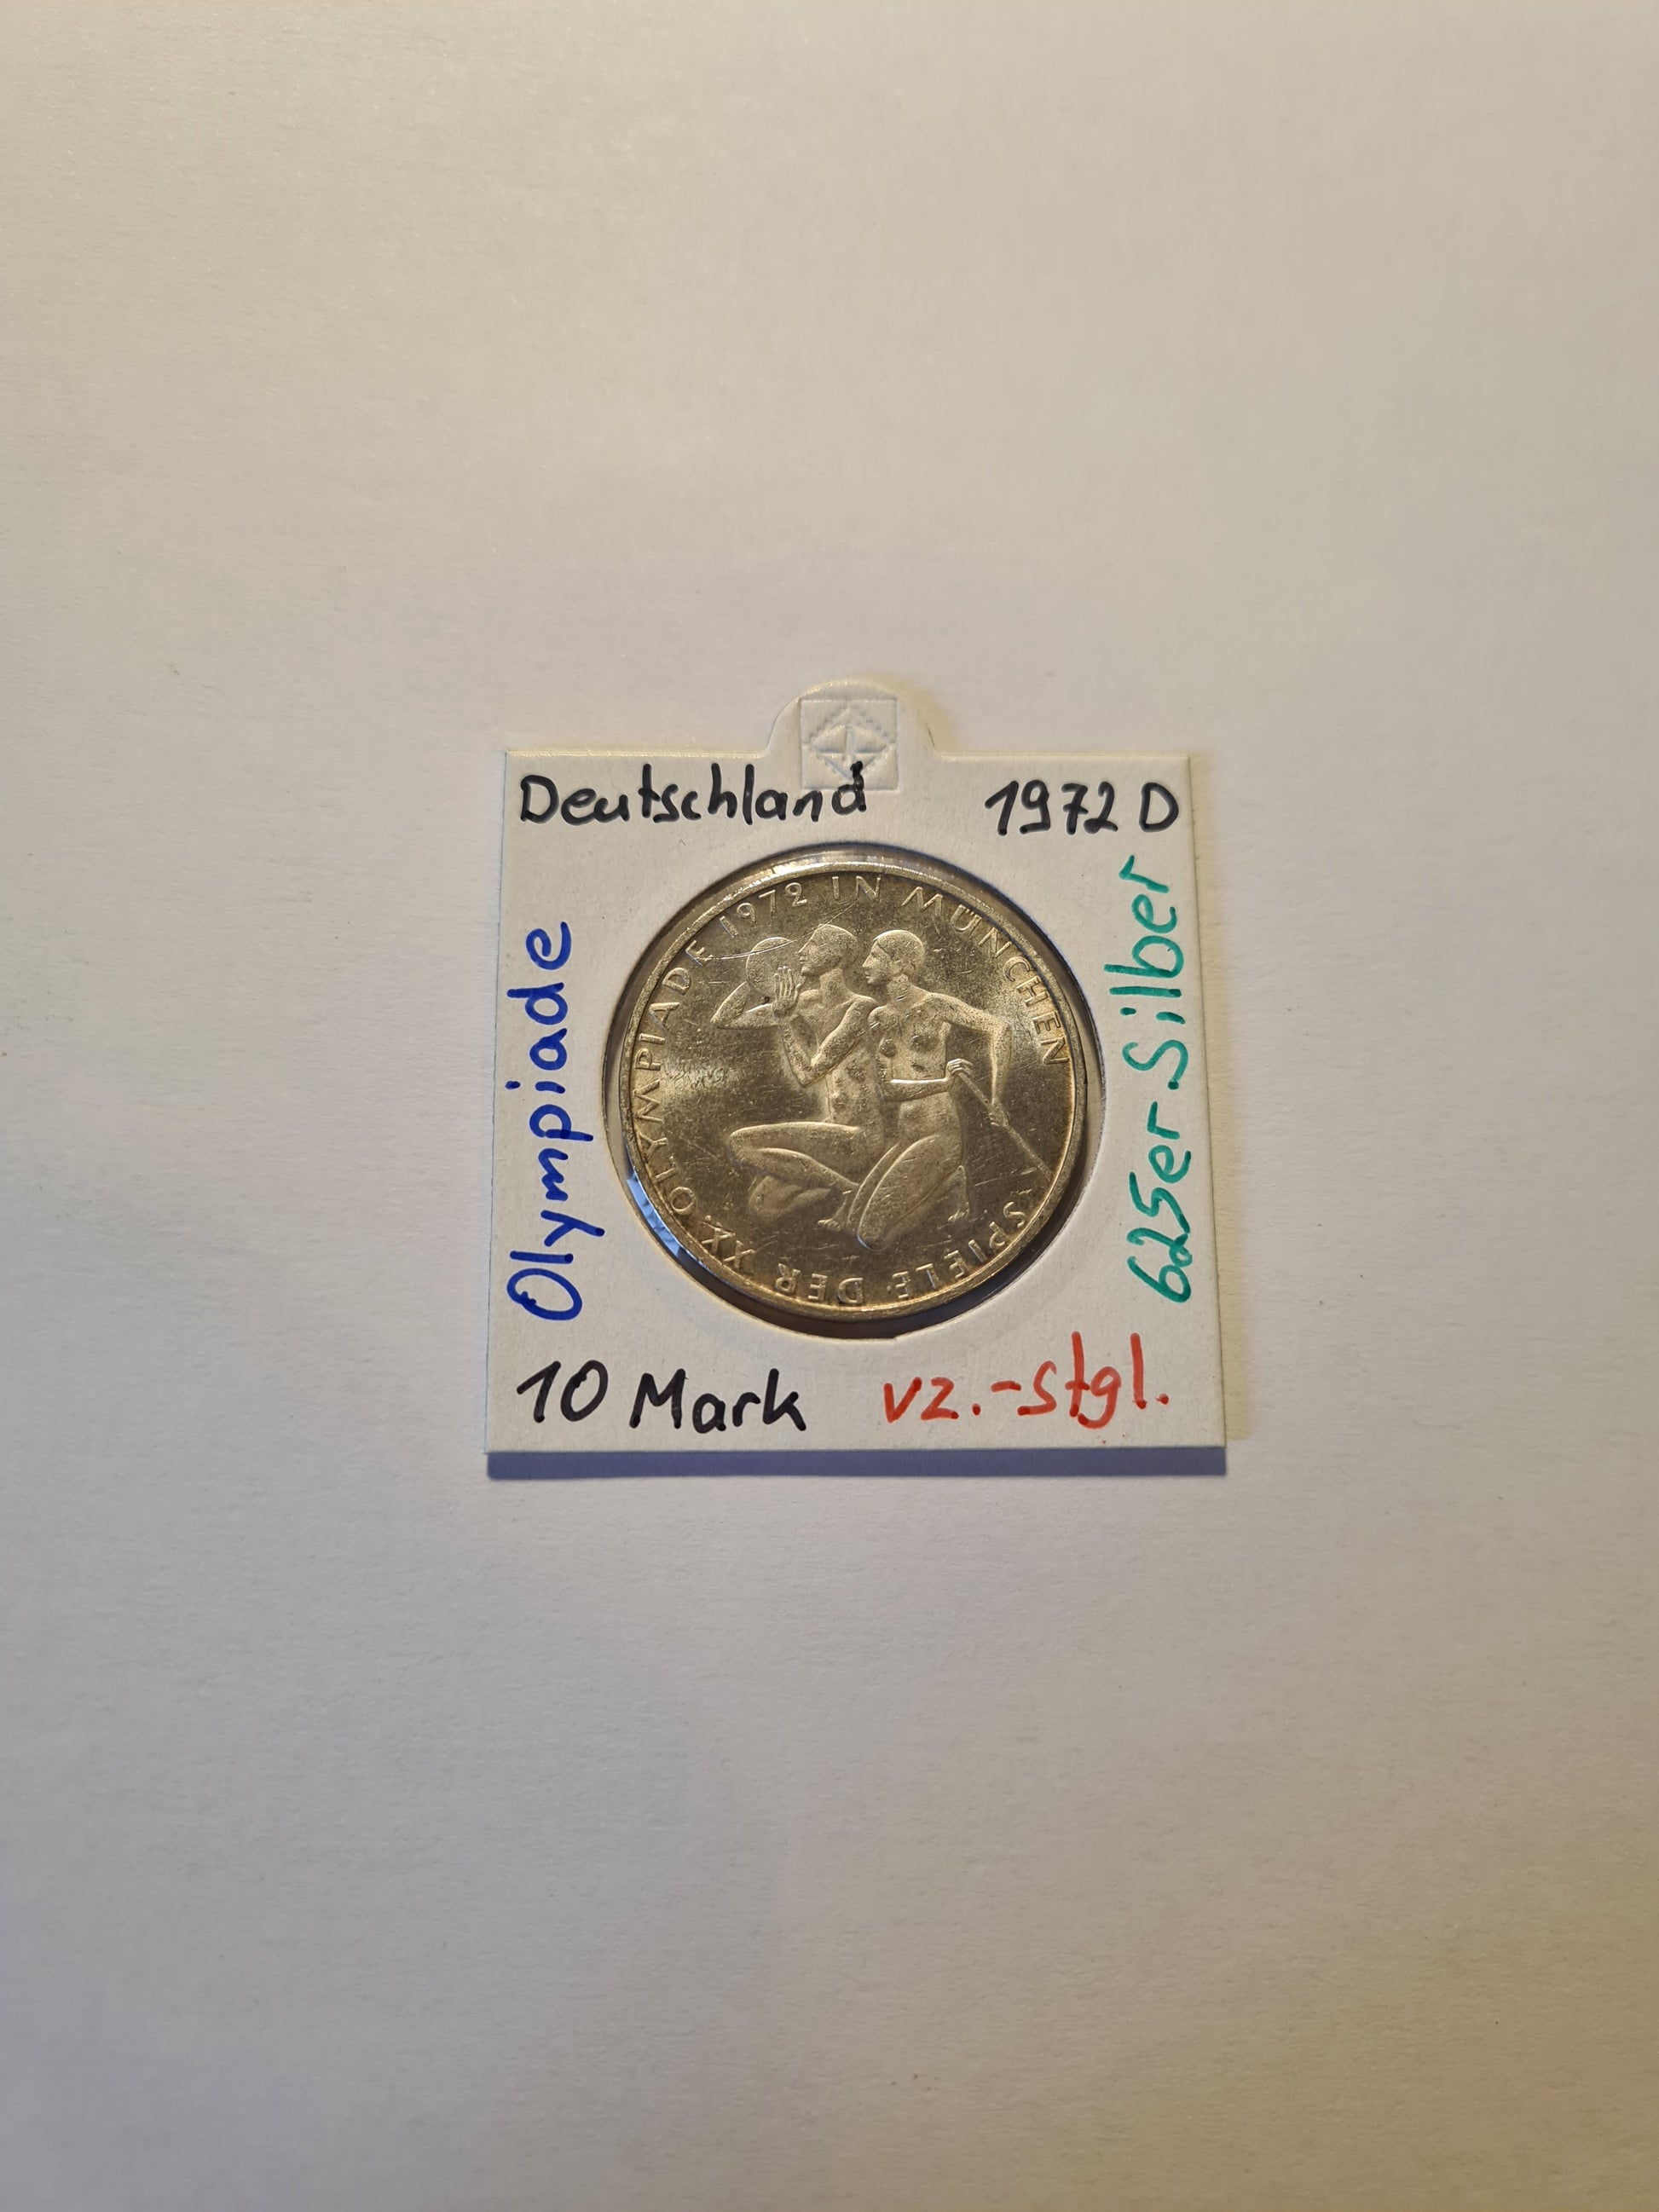 Deutschland 1972 D
Olympiade
625er Silber
10 Mark vz.-stgl.
SPIELE DER XX. OLYMPIADE 1972 IN MÜNCHEN